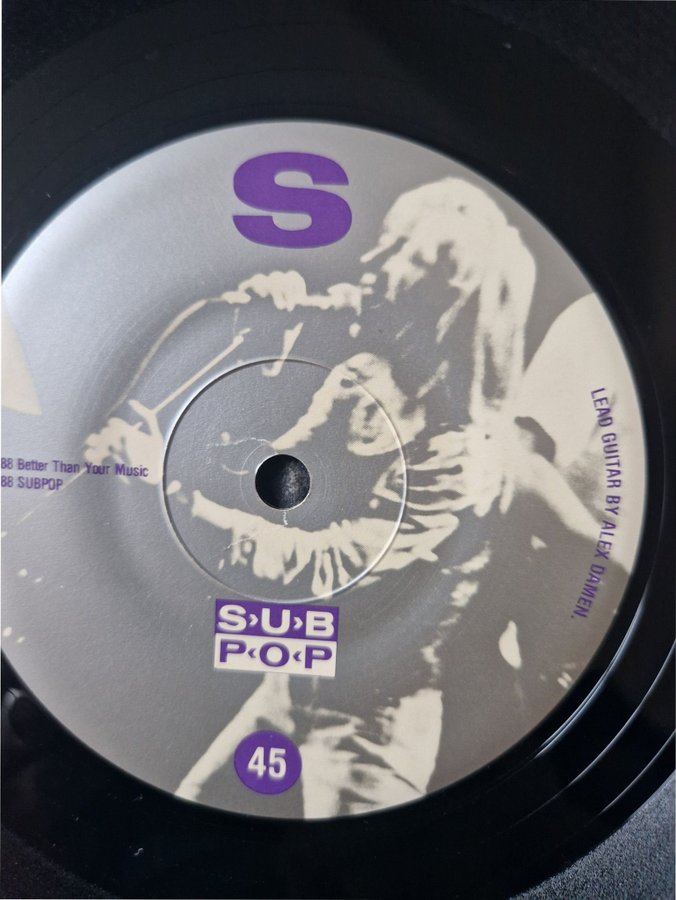 S
88 Better Than Your Music
88 SUBPOP
LEAD GUITAR BY ALEX DAMEN.
S›U›B
P‹O‹P
45